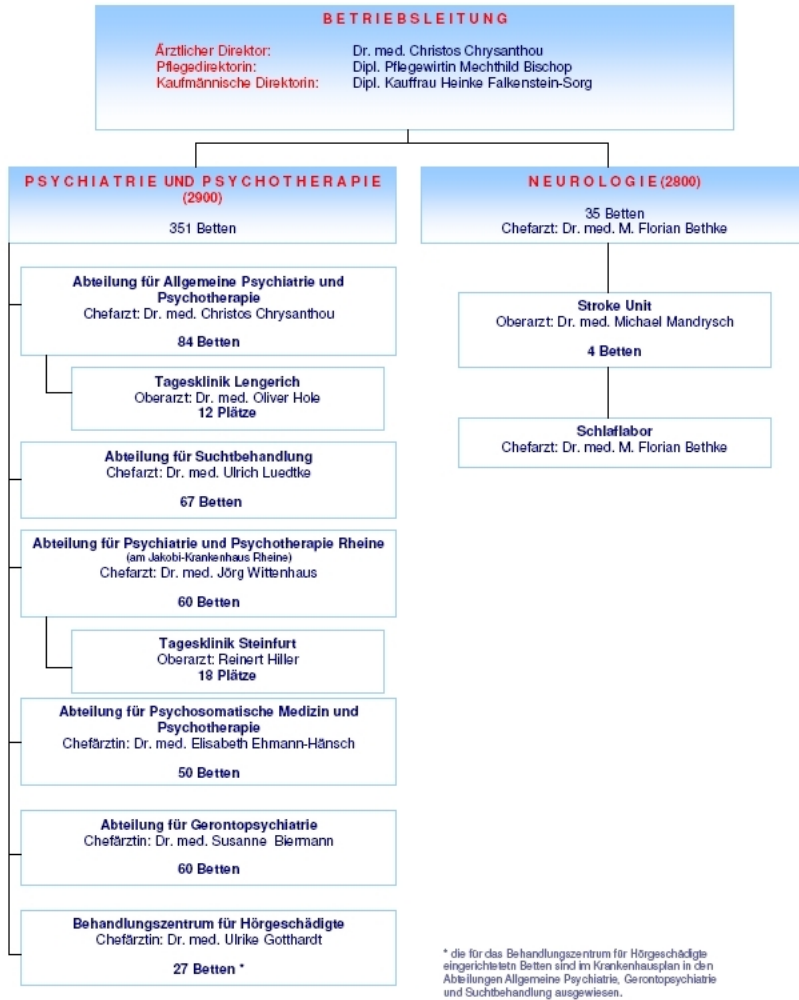 BETRIEBSLEITUNG
Ärztlicher Direktor: Dr. med. Christos Chrysanthou
Pflegedirektorin: Dipl. Pflegewirtin Mechthild Bischop
Kaufmännische Direktorin: Dipl. Kauffrau Heinke Falkenstein-Sorg
PSYCHIATRIE UND PSYCHOTHERAPIE
(2900)
351 Betten
Abteilung für Allgemeine Psychiatrie und
Psychotherapie
Chefarzt: Dr. med. Christos Chrysanthou
84 Betten
Tagesklinik Lengerich
Oberarzt: Dr. med. Oliver Hole
12 Plätze
Abteilung für Suchtbehandlung
Chefarzt: Dr. med. Ulrich Luedtke
67 Betten
Abteilung für Psychiatrie und Psychotherapie Rheine
(am Jakobi-Krankenhaus Rheine)
Chefarzt: Dr. med. Jörg Wittenhaus
60 Betten
Tagesklinik Steinfurt
Oberarzt: Reinert Hiller
18 Plätze
Abteilung für Psychosomatische Medizin und
Psychotherapie
Chefärztin: Dr. med. Elisabeth Ehmann-Hänsch
50 Betten
Abteilung für Gerontopsychiatrie
Chefärztin: Dr. med. Susanne Biermann
60 Betten
Behandlungszentrum für Hörgeschädigte
Chefärztin: Dr. med. Ulrike Gotthardt
27 Betten *
NEUROLOGIE (2800)
35 Betten
Chefarzt: Dr. med. M. Florian Bethke
Stroke Unit
Oberarzt: Dr. med. Michael Mandrysch
4 Betten
Schlaflabor
Chefarzt: Dr. med. M. Florian Bethke
* die für das Behandlungszentrum für Hörgeschädigte
eingerichtetetn Betten sind im Krankenhausplan in den
Abteilungen Allgemeine Psychiatrie, Gerontopsychiatrie
und Suchtbehandlung ausgewiesen.